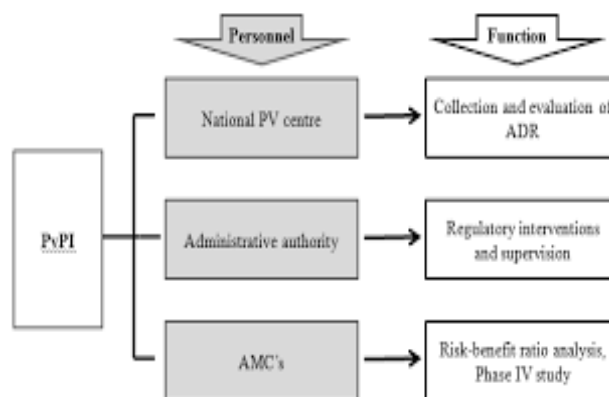 Personnel
Function
National PV centre
Collection and evaluation of
ADR
PvPI
Administrative authority
Regulatory interventions
and supervision
AMC's
Risk-benefit ratio analysis,
Phase IV study